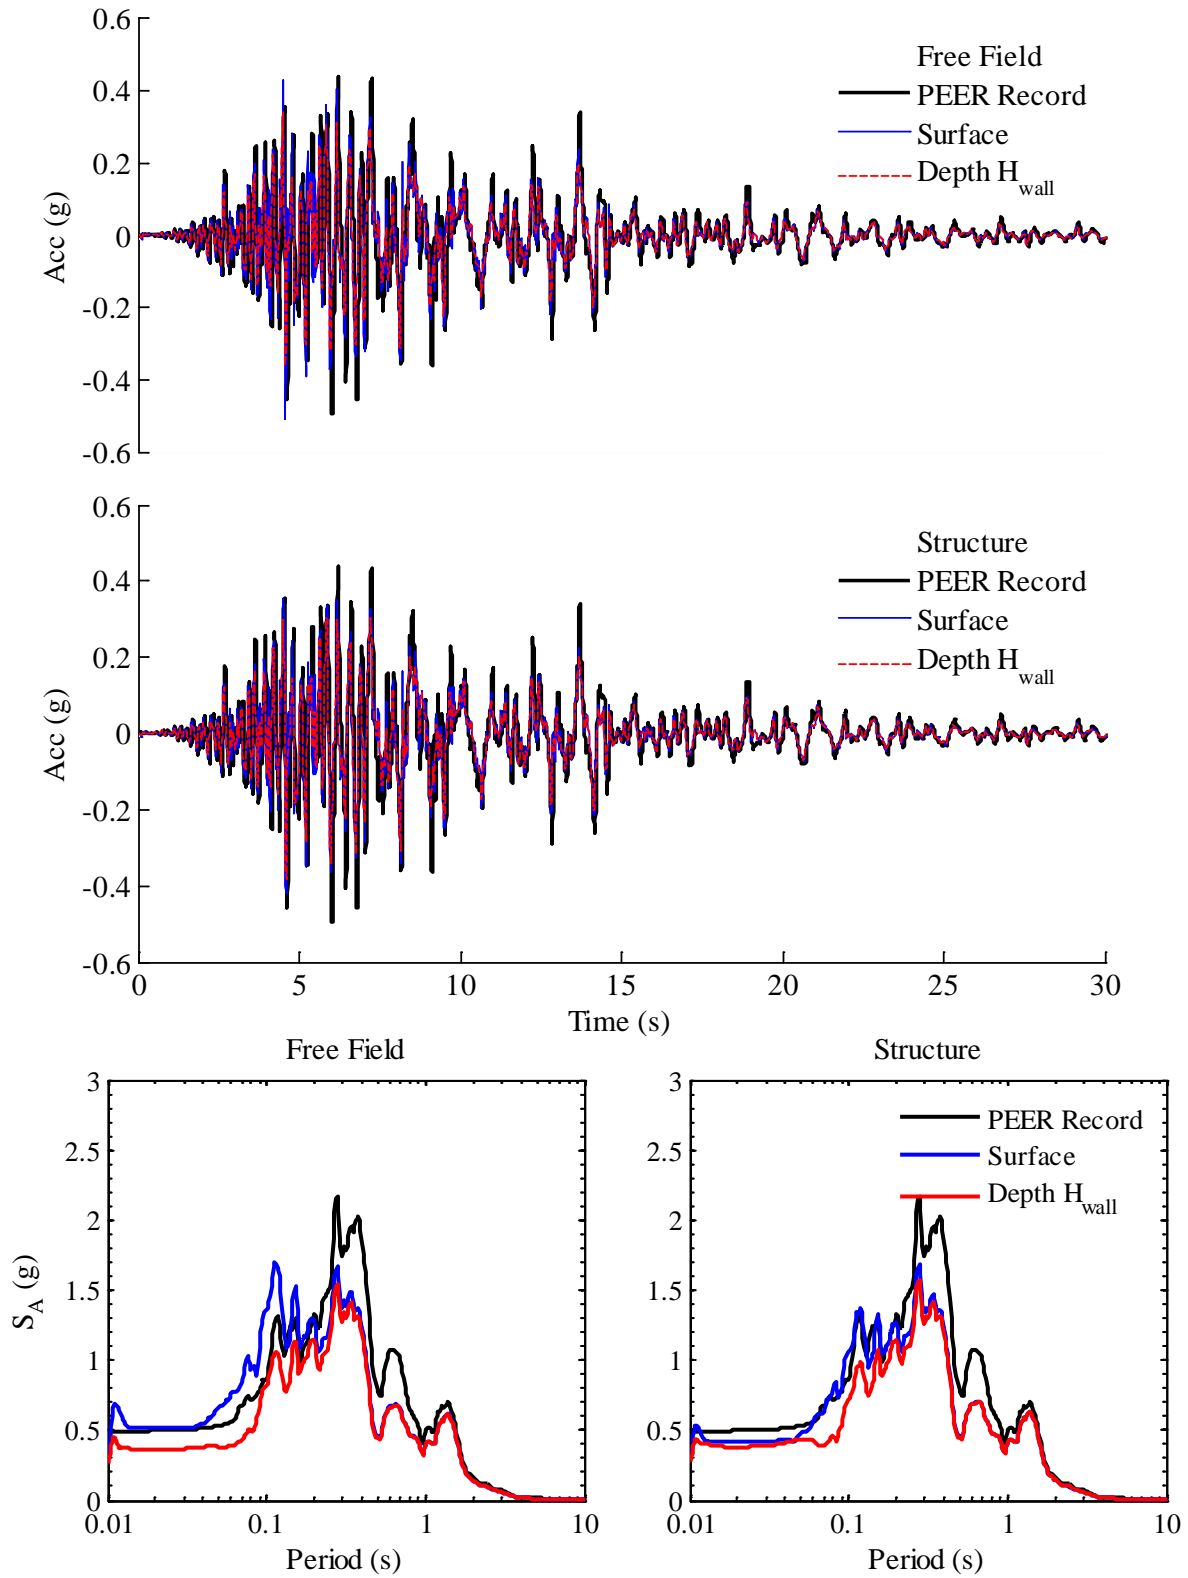 0.6
0.4
0.2
0
-0.2
-0.4
-0.6
Acc (g)
Free Field
PEER Record
Surface
Depth H_wall
0.6
0.4
0.2
0
-0.2
-0.4
-0.6
Acc (g)
Structure
PEER Record
Surface
Depth H_wall
0 5 10 15 20 25 30
Time (s)
Free Field
3
2.5
2
1.5
1
0.5
0
S_A (g)
0.01 0.1 1 10
Period (s)
Structure
3
2.5
2
1.5
1
0.5
0
PEER Record
Surface
Depth H_wall
0.01 0.1 1 10
Period (s)